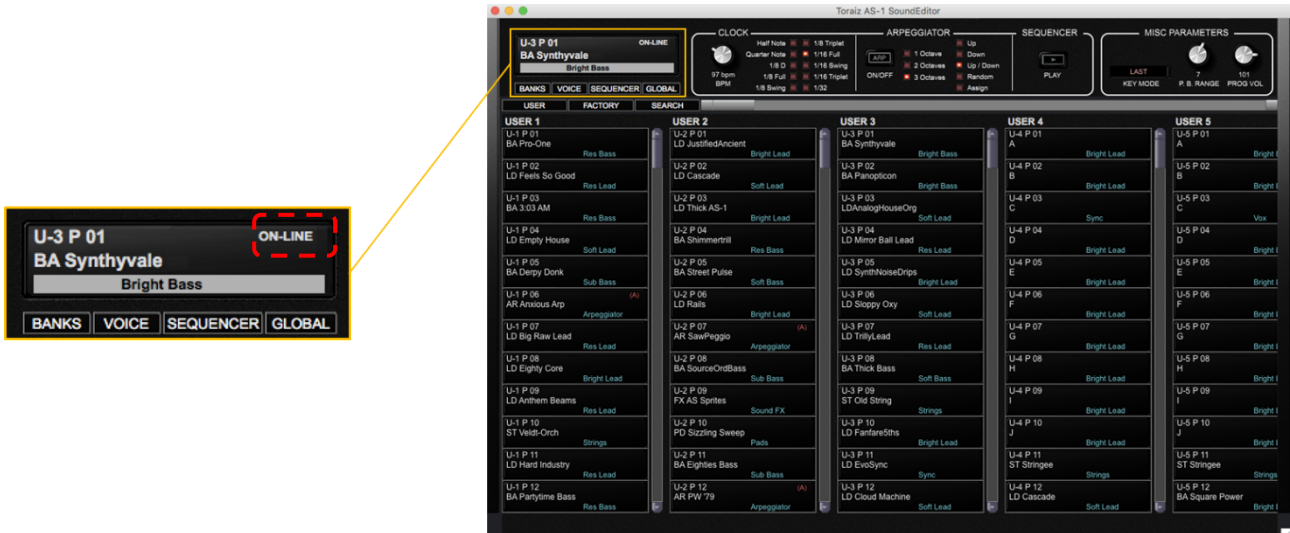 Toraiz AS-1 SoundEditor
U-3 P 01 ON-LINE
BA Synthyvale
Bright Bass
BANKS VOICE SEQUENCER GLOBAL
CLOCK
97 bpm
BPM
Half Note 1/8 Triplet
Quarter Note 1/16 Full
1/8 D 1/16 Swing
1/8 Full 1/16 Triplet
1/8 Swing 1/32
ARPEGGIATOR
ARP
ON/OFF
1 Octave
2 Octaves
3 Octaves
Up
Down
Up / Down
Random
Assign
SEQUENCER
PLAY
MISC PARAMETERS
LAST
KEY MODE
7
P. B. RANGE
101
PROG VOL
USER FACTORY SEARCH
USER 1
U-1 P 01
BA Pro-One
Res Bass
U-1 P 02
LD Feels So Good
Res Lead
U-1 P 03
BA 3:03 AM
Res Bass
U-1 P 04
LD Empty House
Soft Lead
U-1 P 05
BA Derpy Donk
Sub Bass
U-1 P 06 (A)
AR Anxious Arp
Arpeggiator
U-1 P 07
LD Big Raw Lead
Res Lead
U-1 P 08
LD Eighty Core
Bright Lead
U-1 P 09
LD Anthem Beams
Res Lead
U-1 P 10
ST Veldt-Orch
Strings
U-1 P 11
LD Hard Industry
Res Lead
U-1 P 12
BA Partytime Bass
Res Bass
USER 2
U-2 P 01
LD JustifiedAncient
Bright Lead
U-2 P 02
LD Cascade
Soft Lead
U-2 P 03
LD Thick AS-1
Bright Lead
U-2 P 04
BA Shimmertrill
Res Bass
U-2 P 05
BA Street Pulse
Soft Bass
U-2 P 06
LD Rails
Bright Lead
U-2 P 07 (A)
AR SawPeggio
Arpeggiator
U-2 P 08
BA SourceOrdBass
Sub Bass
U-2 P 09
FX AS Sprites
Sound FX
U-2 P 10
PD Sizzling Sweep
Pads
U-2 P 11
BA Eighties Bass
Sub Bass
U-2 P 12 (A)
AR PW '79
Arpeggiator
USER 3
U-3 P 01
BA Synthyvale
Bright Bass
U-3 P 02
BA Panopticon
Bright Bass
U-3 P 03
LDAnalogHouseOrg
Soft Lead
U-3 P 04
LD Mirror Ball Lead
Res Lead
U-3 P 05
LD SynthNoiseDrips
Bright Lead
U-3 P 06
LD Sloppy Oxy
Soft Lead
U-3 P 07
LD TrillyLead
Res Lead
U-3 P 08
BA Thick Bass
Soft Bass
U-3 P 09
ST Old String
Strings
U-3 P 10
LD Fanfare5ths
Bright Lead
U-3 P 11
LD EvoSync
Sync
U-3 P 12
LD Cloud Machine
Soft Lead
USER 4
U-4 P 01
A
Bright Lead
U-4 P 02
B
Bright Lead
U-4 P 03
C
Sync
U-4 P 04
D
Bright Lead
U-4 P 05
E
Bright Lead
U-4 P 06
F
Bright Lead
U-4 P 07
G
Bright Lead
U-4 P 08
H
Bright Lead
U-4 P 09
I
Bright Lead
U-4 P 10
J
Bright Lead
U-4 P 11
ST Stringee
Strings
U-4 P 12
LD Cascade
Soft Lead
USER 5
U-5 P 01
A
Bright
U-5 P 02
B
Bright
U-5 P 03
C
Vox
U-5 P 04
D
Bright
U-5 P 05
E
Bright
U-5 P 06
F
Bright
U-5 P 07
G
Bright
U-5 P 08
H
Bright
U-5 P 09
I
Bright
U-5 P 10
J
Bright
U-5 P 11
ST Stringee
Strings
U-5 P 12
BA Square Power
Bright
U-3 P 01 ON-LINE
BA Synthyvale
Bright Bass
BANKS VOICE SEQUENCER GLOBAL